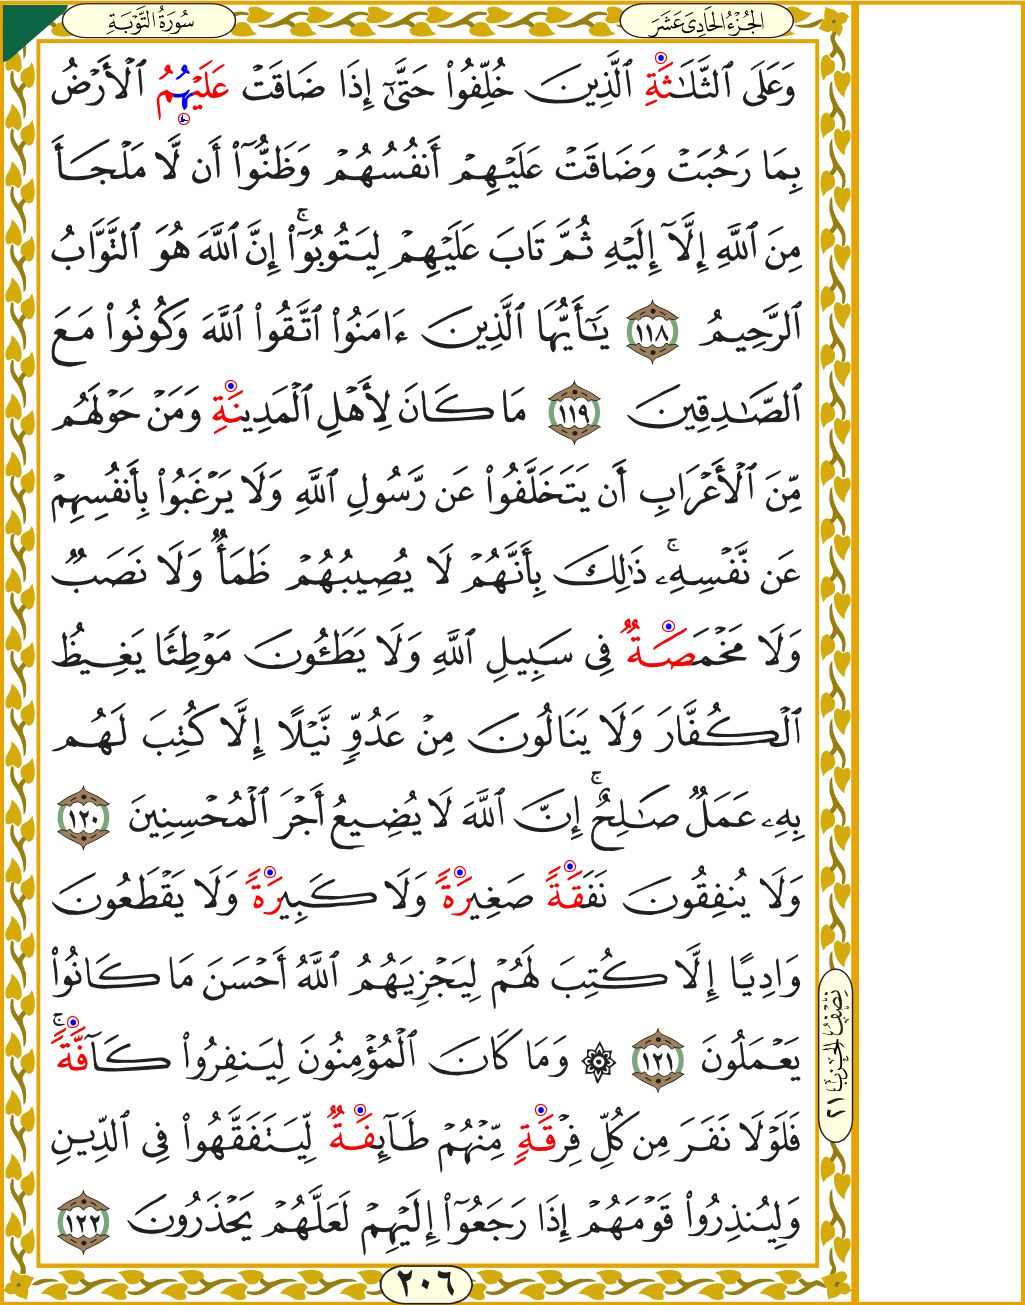 الجُزْءُ الحَادِىَ عَشَرَ
سُورَةُ التَّوْبَةِ
وَعَلَى ٱلثَّلَـٰثَةِ ٱلَّذِينَ خُلِّفُوا۟ حَتَّىٰٓ إِذَا ضَاقَتْ عَلَيْهُمُ ٱلْأَرْضُ
بِمَا رَحُبَتْ وَضَاقَتْ عَلَيْهِمْ أَنفُسُهُمْ وَظَنُّوٓا۟ أَن لَّا مَلْجَأَ
مِنَ ٱللَّهِ إِلَّآ إِلَيْهِ ثُمَّ تَابَ عَلَيْهِمْ لِيَتُوبُوٓا۟ ۚ إِنَّ ٱللَّهَ هُوَ ٱلتَّوَّابُ
ٱلرَّحِيمُ ١١٨ يَـٰٓأَيُّهَا ٱلَّذِينَ ءَامَنُوا۟ ٱتَّقُوا۟ ٱللَّهَ وَكُونُوا۟ مَعَ
ٱلصَّـٰدِقِينَ ١١٩ مَا كَانَ لِأَهْلِ ٱلْمَدِينَةِ وَمَنْ حَوْلَهُم
مِّنَ ٱلْأَعْرَابِ أَن يَتَخَلَّفُوا۟ عَن رَّسُولِ ٱللَّهِ وَلَا يَرْغَبُوا۟ بِأَنفُسِهِمْ
عَن نَّفْسِهِۦ ۚ ذَٰلِكَ بِأَنَّهُمْ لَا يُصِيبُهُمْ ظَمَأٌ وَلَا نَصَبٌ
وَلَا مَخْمَصَةٌ فِى سَبِيلِ ٱللَّهِ وَلَا يَطَـُٔونَ مَوْطِئًا يَغِيظُ
ٱلْكُفَّارَ وَلَا يَنَالُونَ مِنْ عَدُوٍّ نَّيْلًا إِلَّا كُتِبَ لَهُم
بِهِۦ عَمَلٌ صَـٰلِحٌ ۚ إِنَّ ٱللَّهَ لَا يُضِيعُ أَجْرَ ٱلْمُحْسِنِينَ ١٢٠
وَلَا يُنفِقُونَ نَفَقَةً صَغِيرَةً وَلَا كَبِيرَةً وَلَا يَقْطَعُونَ
وَادِيًا إِلَّا كُتِبَ لَهُمْ لِيَجْزِيَهُمُ ٱللَّهُ أَحْسَنَ مَا كَانُوا۟
يَعْمَلُونَ ١٢١ ۞ وَمَا كَانَ ٱلْمُؤْمِنُونَ لِيَنفِرُوا۟ كَآفَّةً ۚ
فَلَوْلَا نَفَرَ مِن كُلِّ فِرْقَةٍ مِّنْهُمْ طَآئِفَةٌ لِّيَتَفَقَّهُوا۟ فِى ٱلدِّينِ
وَلِيُنذِرُوا۟ قَوْمَهُمْ إِذَا رَجَعُوٓا۟ إِلَيْهِمْ لَعَلَّهُمْ يَحْذَرُونَ ١٢٢
نِصْفُ الحِزْبِ ٢١
٢٠٦